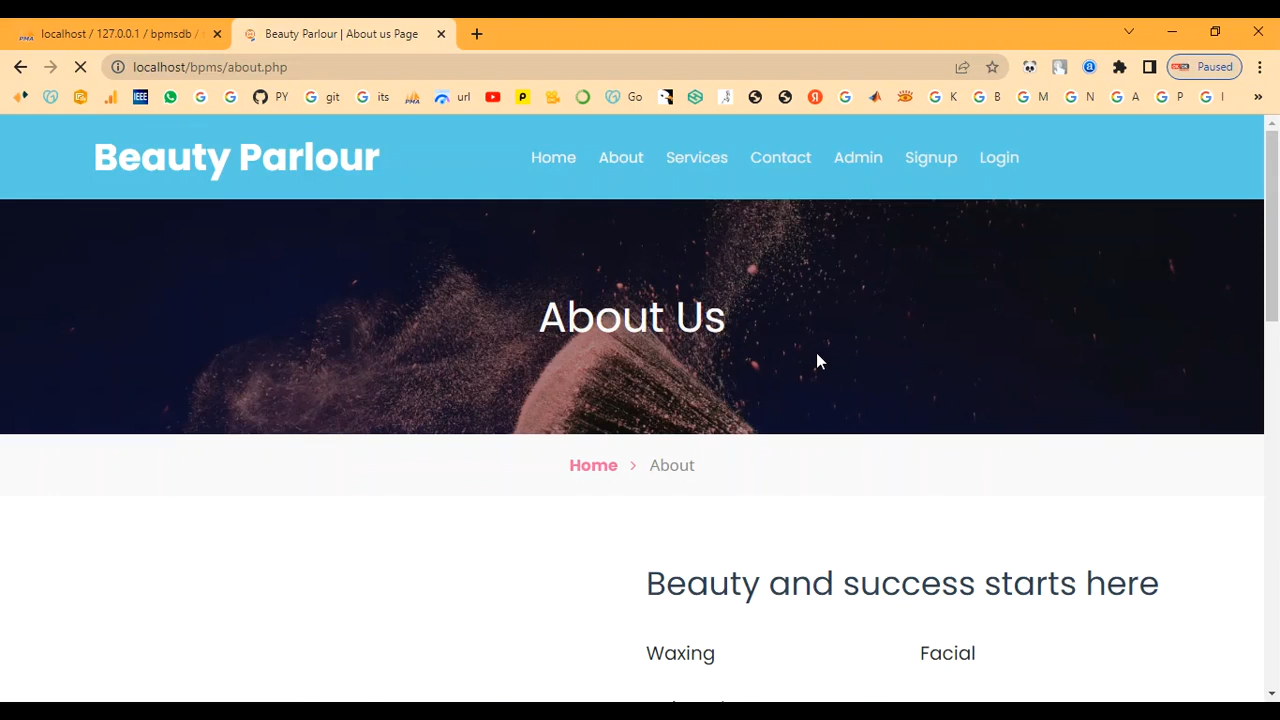 localhost / 127.0.0.1 / bpmsdb /
Beauty Parlour | About us Page
localhost/bpms/about.php
Paused
IEEE
PY
git
its
url
Go
K
B
M
N
A
P
I
Beauty Parlour
Home
About
Services
Contact
Admin
Signup
Login
About Us
Home > About
Beauty and success starts here
Waxing
Facial